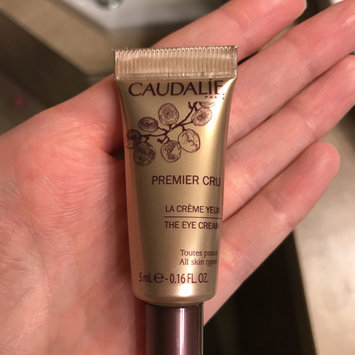 CAUDALIE
PARIS
PREMIER CRU
LA CRÈME YEUX
THE EYE CREAM
Toutes peaux
All skin types
5 mL e - 0.16 FL.OZ.